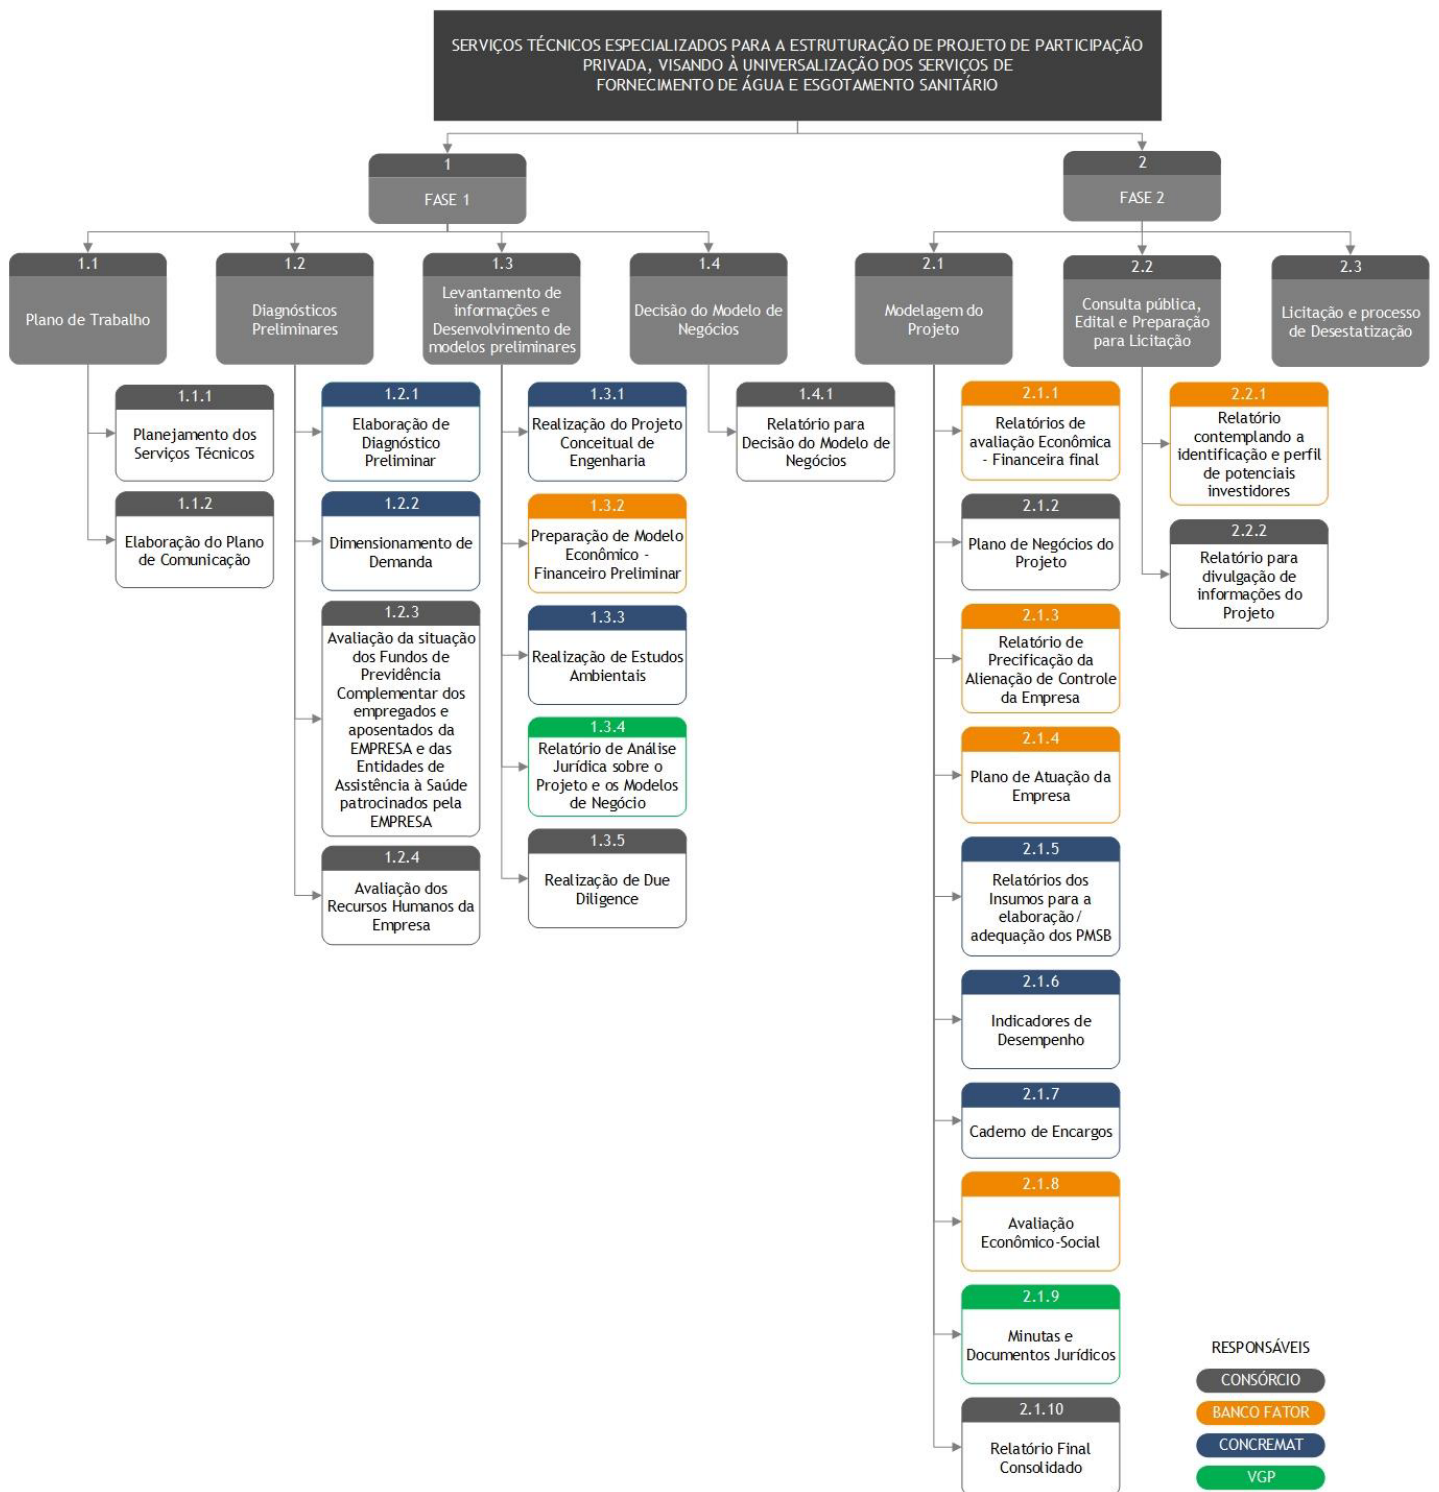 SERVIÇOS TÉCNICOS ESPECIALIZADOS PARA A ESTRUTURAÇÃO DE PROJETO DE PARTICIPAÇÃO
PRIVADA, VISANDO À UNIVERSALIZAÇÃO DOS SERVIÇOS DE
FORNECIMENTO DE ÁGUA E ESGOTAMENTO SANITÁRIO
1
FASE 1
2
FASE 2
1.1
Plano de Trabalho
1.2
Diagnósticos
Preliminares
1.3
Levantamento de
informações e
Desenvolvimento de
modelos preliminares
1.4
Decisão do Modelo de
Negócios
2.1
Modelagem do
Projeto
2.2
Consulta pública,
Edital e Preparação
para Licitação
2.3
Licitação e processo
de Desestatização
1.1.1
Planejamento dos
Serviços Técnicos
1.1.2
Elaboração do Plano
de Comunicação
1.2.1
Elaboração de
Diagnóstico
Preliminar
1.2.2
Dimensionamento de
Demanda
1.2.3
Avaliação da situação
dos Fundos de
Previdência
Complementar dos
empregados e
aposentados da
EMPRESA e das
Entidades de
Assistência à Saúde
patrocinados pela
EMPRESA
1.2.4
Avaliação dos
Recursos Humanos da
Empresa
1.3.1
Realização do Projeto
Conceitual de
Engenharia
1.3.2
Preparação de Modelo
Econômico -
Financeiro Preliminar
1.3.3
Realização de Estudos
Ambientais
1.3.4
Relatório de Análise
Jurídica sobre o
Projeto e os Modelos
de Negócio
1.3.5
Realização de Due
Diligence
1.4.1
Relatório para
Decisão do Modelo de
Negócios
2.1.1
Relatórios de
avaliação Econômica
- Financeira final
2.1.2
Plano de Negócios do
Projeto
2.1.3
Relatório de
Precificação da
Alienação de Controle
da Empresa
2.1.4
Plano de Atuação da
Empresa
2.1.5
Relatórios dos
Insumos para a
elaboração/
adequação dos PMSB
2.1.6
Indicadores de
Desempenho
2.1.7
Caderno de Encargos
2.1.8
Avaliação
Econômico-Social
2.1.9
Minutas e
Documentos Jurídicos
2.1.10
Relatório Final
Consolidado
2.2.1
Relatório
contemplando a
identificação e perfil
de potenciais
investidores
2.2.2
Relatório para
divulgação de
informações do
Projeto
RESPONSÁVEIS
CONSÓRCIO
BANCO FATOR
CONCREMAT
VGP